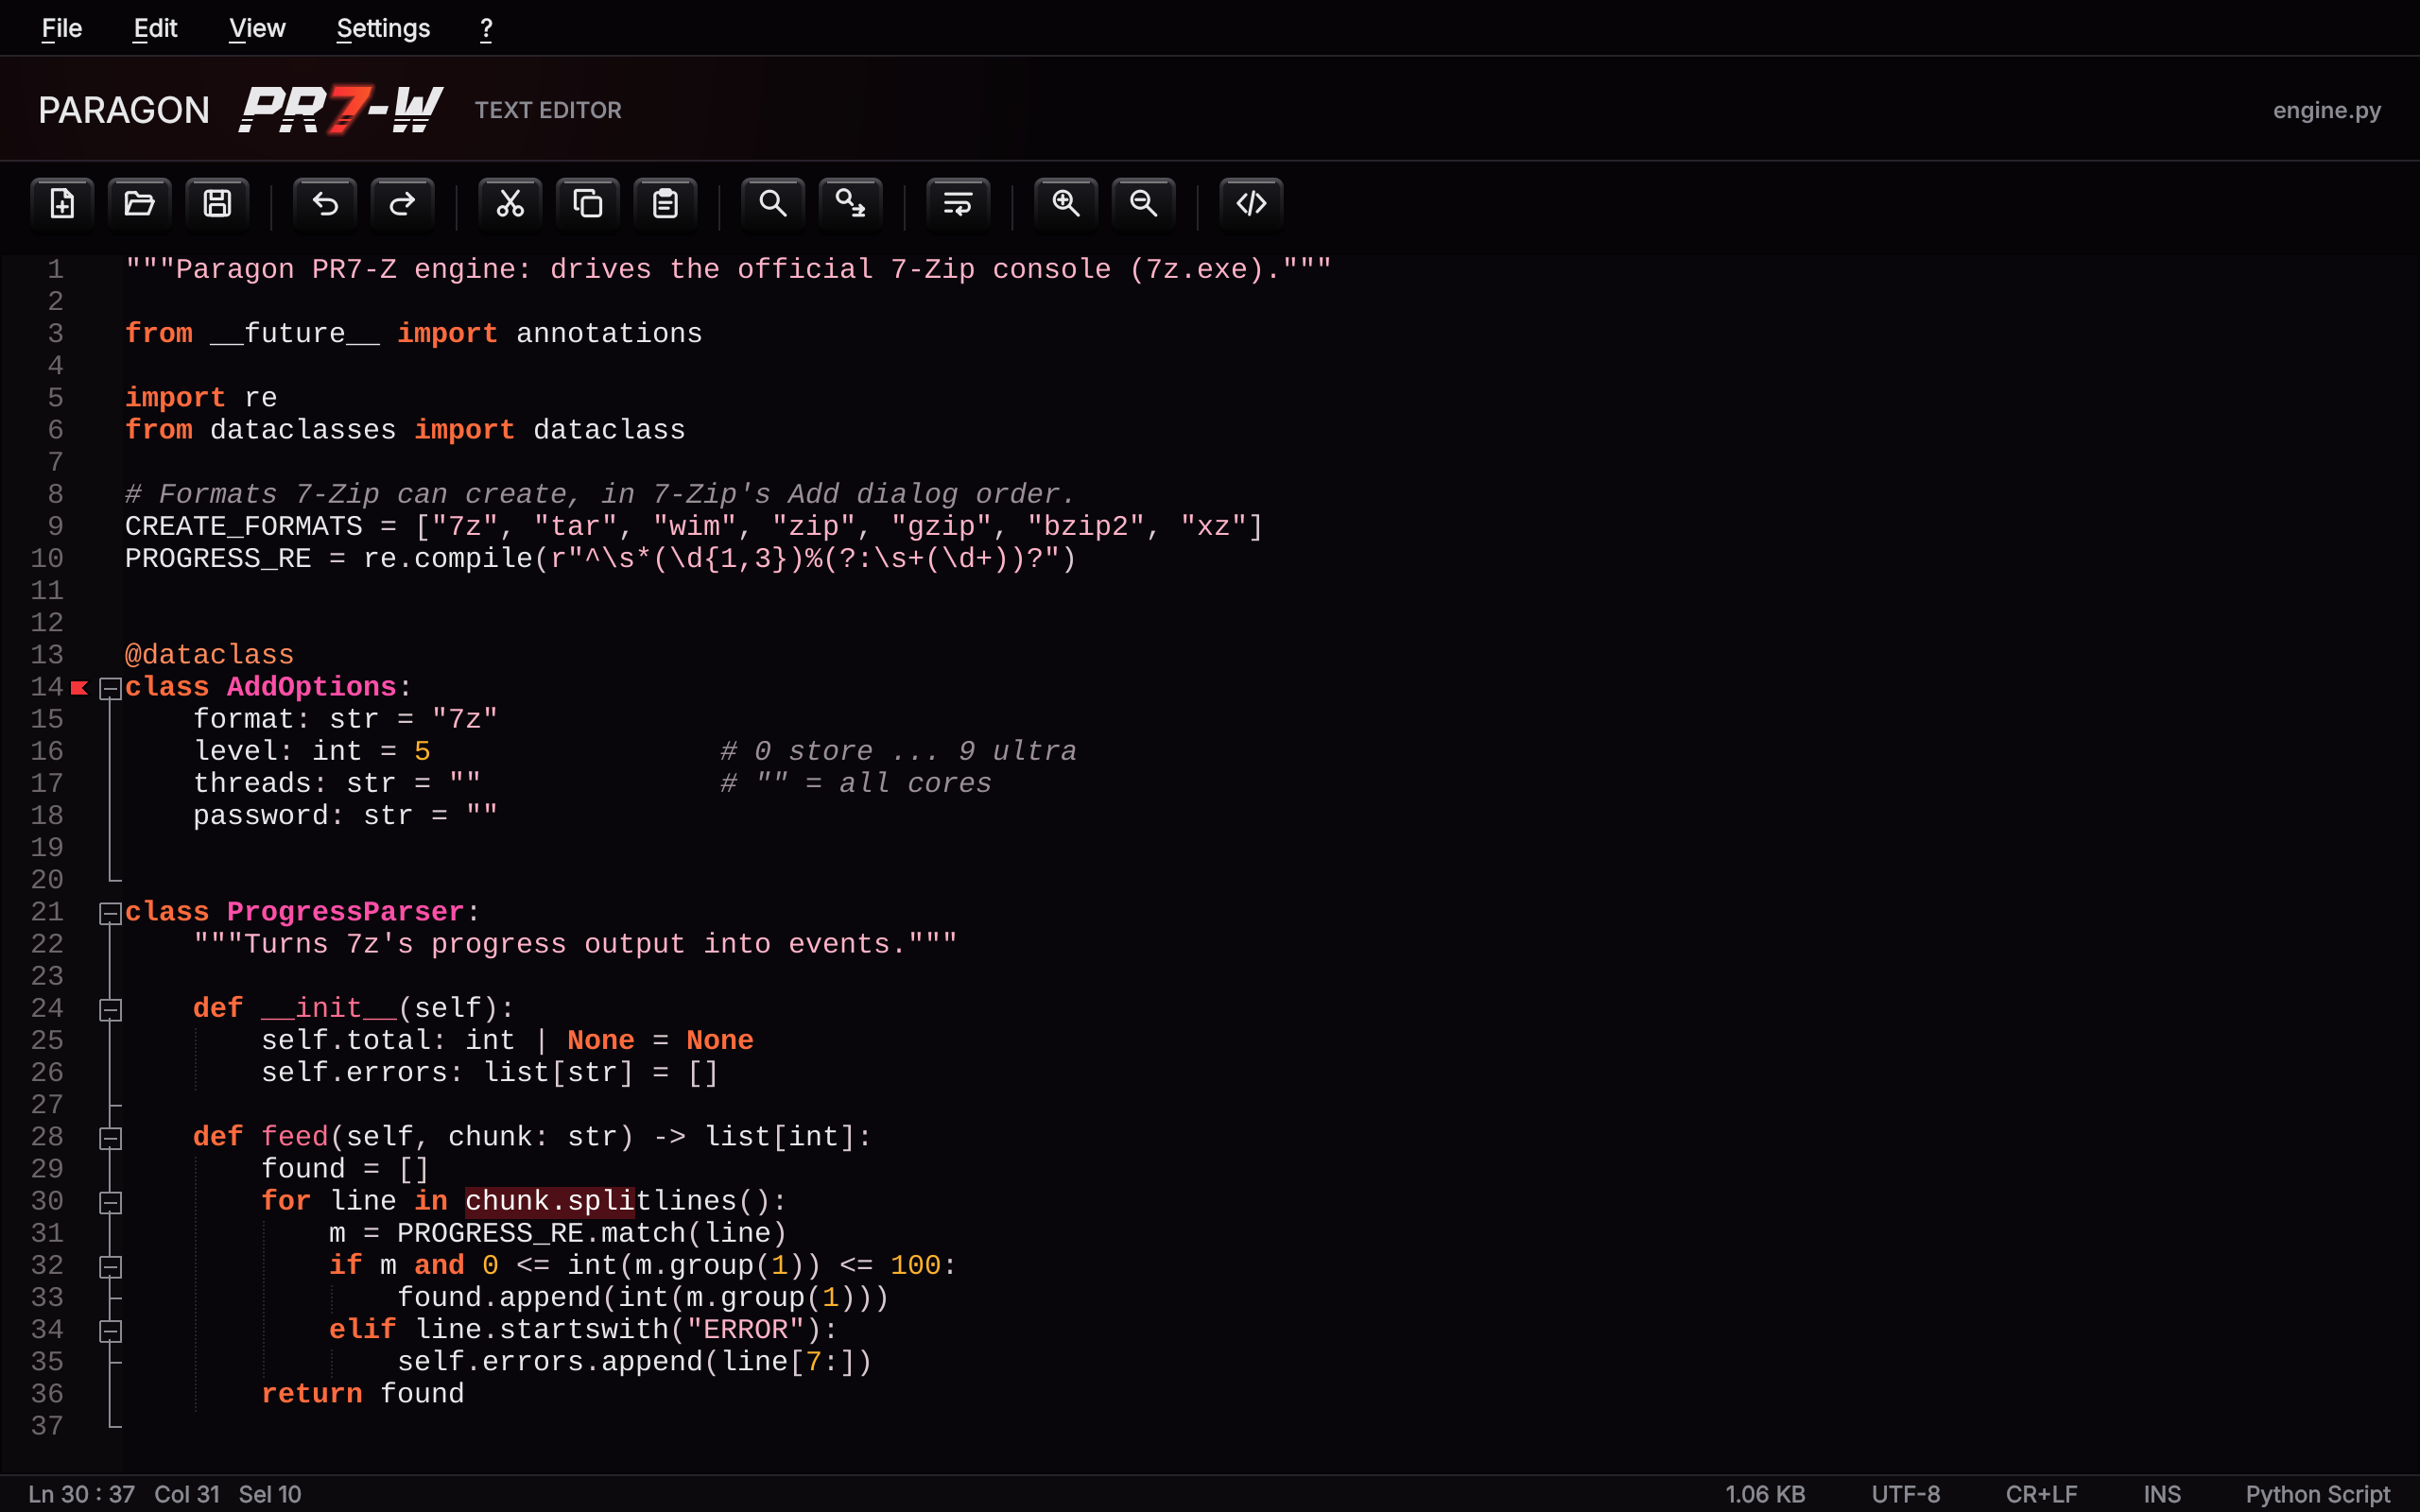 File Edit View Settings ?
PARAGON PR7-W TEXT EDITOR engine.py
1 """Paragon PR7-Z engine: drives the official 7-Zip console (7z.exe)."""
2
3 from __future__ import annotations
4
5 import re
6 from dataclasses import dataclass
7
8 # Formats 7-Zip can create, in 7-Zip's Add dialog order.
9 CREATE_FORMATS = ["7z", "tar", "wim", "zip", "gzip", "bzip2", "xz"]
10 PROGRESS_RE = re.compile(r"^\s*(\d{1,3})%(?:\s+(\d+))?")
11
12
13 @dataclass
14 class AddOptions:
15     format: str = "7z"
16     level: int = 5                 # 0 store ... 9 ultra
17     threads: str = ""              # "" = all cores
18     password: str = ""
19
20
21 class ProgressParser:
22     """Turns 7z's progress output into events."""
23
24     def __init__(self):
25         self.total: int | None = None
26         self.errors: list[str] = []
27
28     def feed(self, chunk: str) -> list[int]:
29         found = []
30         for line in chunk.splitlines():
31             m = PROGRESS_RE.match(line)
32             if m and 0 <= int(m.group(1)) <= 100:
33                 found.append(int(m.group(1)))
34             elif line.startswith("ERROR"):
35                 self.errors.append(line[7:])
36         return found
37
Ln 30 : 37 Col 31 Sel 10 1.06 KB UTF-8 CR+LF INS Python Script